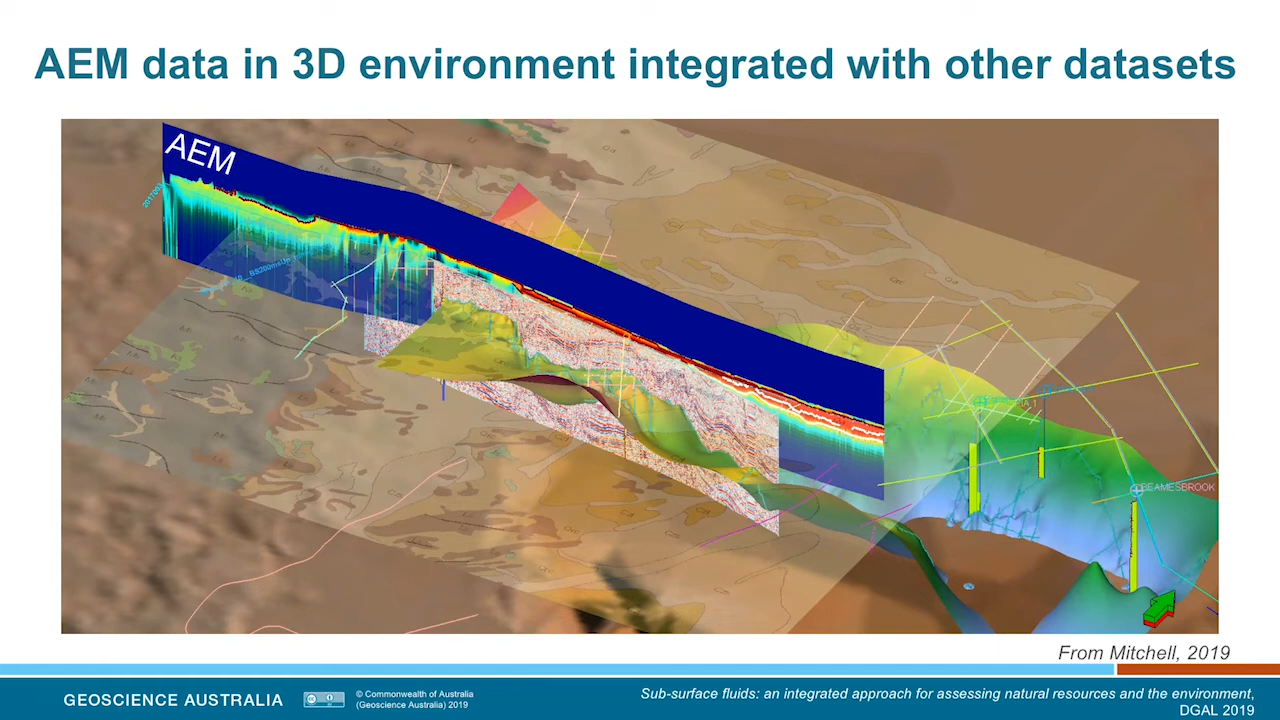 AEM data in 3D environment integrated with other datasets
AEM
BEAMESBROOK
From Mitchell, 2019
GEOSCIENCE AUSTRALIA
© Commonwealth of Australia
(Geoscience Australia) 2019
Sub-surface fluids: an integrated approach for assessing natural resources and the environment,
DGAL 2019